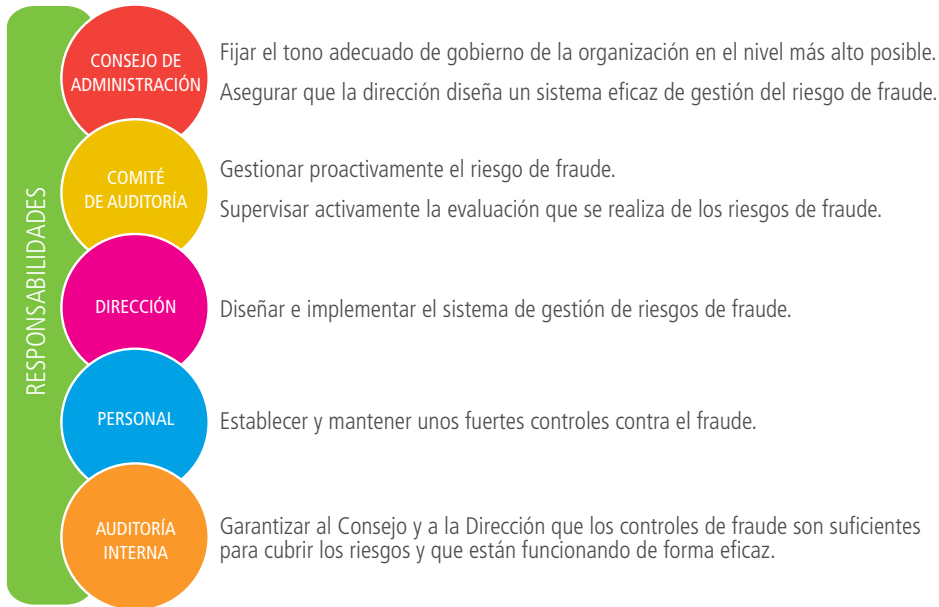 RESPONSABILIDADES
CONSEJO DE
ADMINISTRACIÓN
Fijar el tono adecuado de gobierno de la organización en el nivel más alto posible.
Asegurar que la dirección diseña un sistema eficaz de gestión del riesgo de fraude.
COMITÉ
DE AUDITORÍA
Gestionar proactivamente el riesgo de fraude.
Supervisar activamente la evaluación que se realiza de los riesgos de fraude.
DIRECCIÓN
Diseñar e implementar el sistema de gestión de riesgos de fraude.
PERSONAL
Establecer y mantener unos fuertes controles contra el fraude.
AUDITORÍA
INTERNA
Garantizar al Consejo y a la Dirección que los controles de fraude son suficientes
para cubrir los riesgos y que están funcionando de forma eficaz.